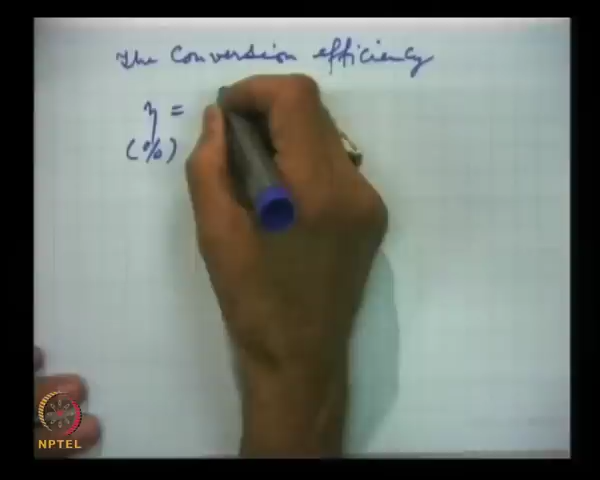 The Conversion efficiency
η =
(%)
NPTEL